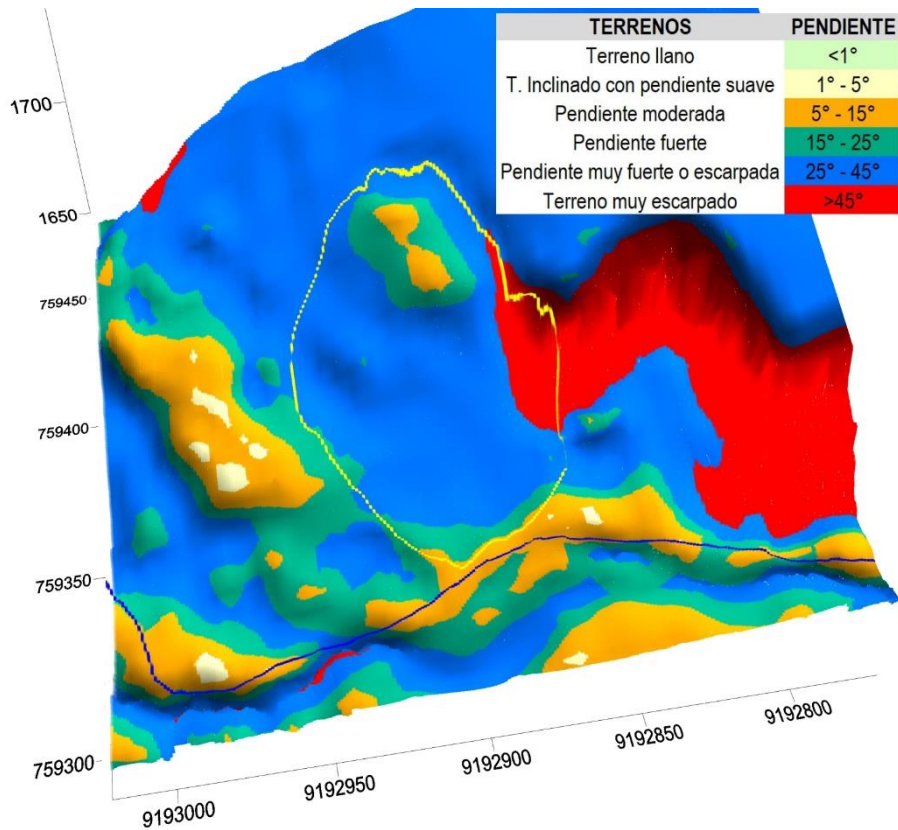 TERRENOS PENDIENTE
Terreno llano <1°
T. Inclinado con pendiente suave 1° - 5°
Pendiente moderada 5° - 15°
Pendiente fuerte 15° - 25°
Pendiente muy fuerte o escarpada 25° - 45°
Terreno muy escarpado >45°
1700
1650
759450
759400
759350
759300
9193000
9192950
9192900
9192850
9192800